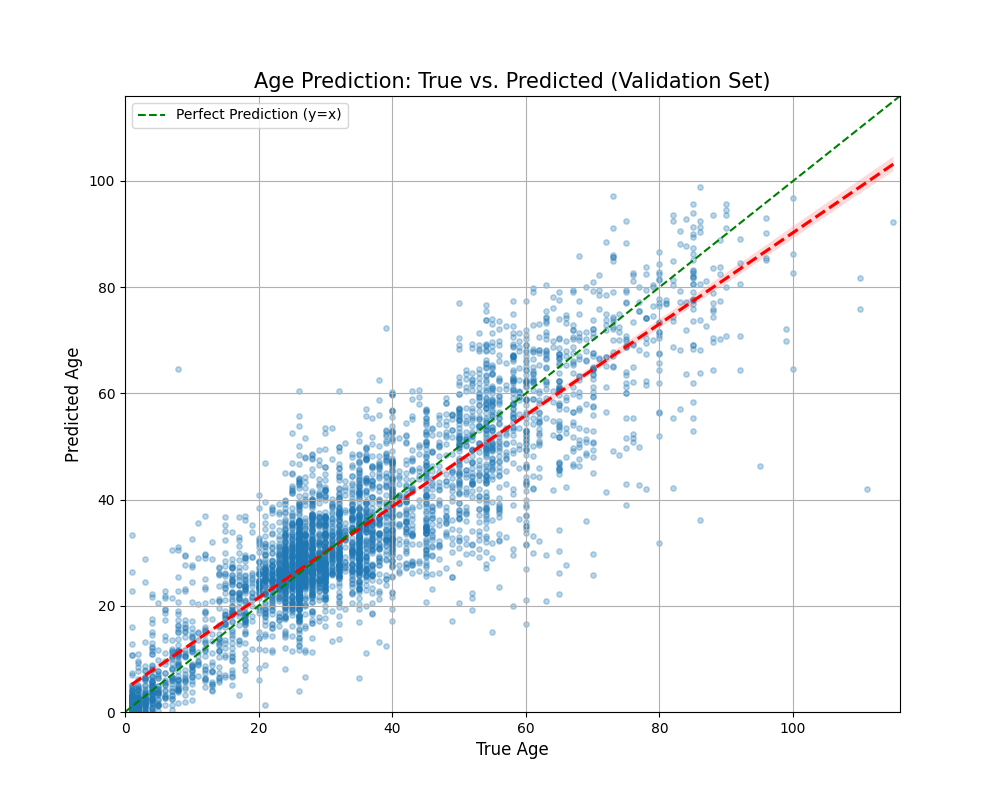 Age Prediction: True vs. Predicted (Validation Set)
Perfect Prediction (y=x)
Predicted Age
100
80
60
40
20
0
0 20 40 60 80 100
True Age